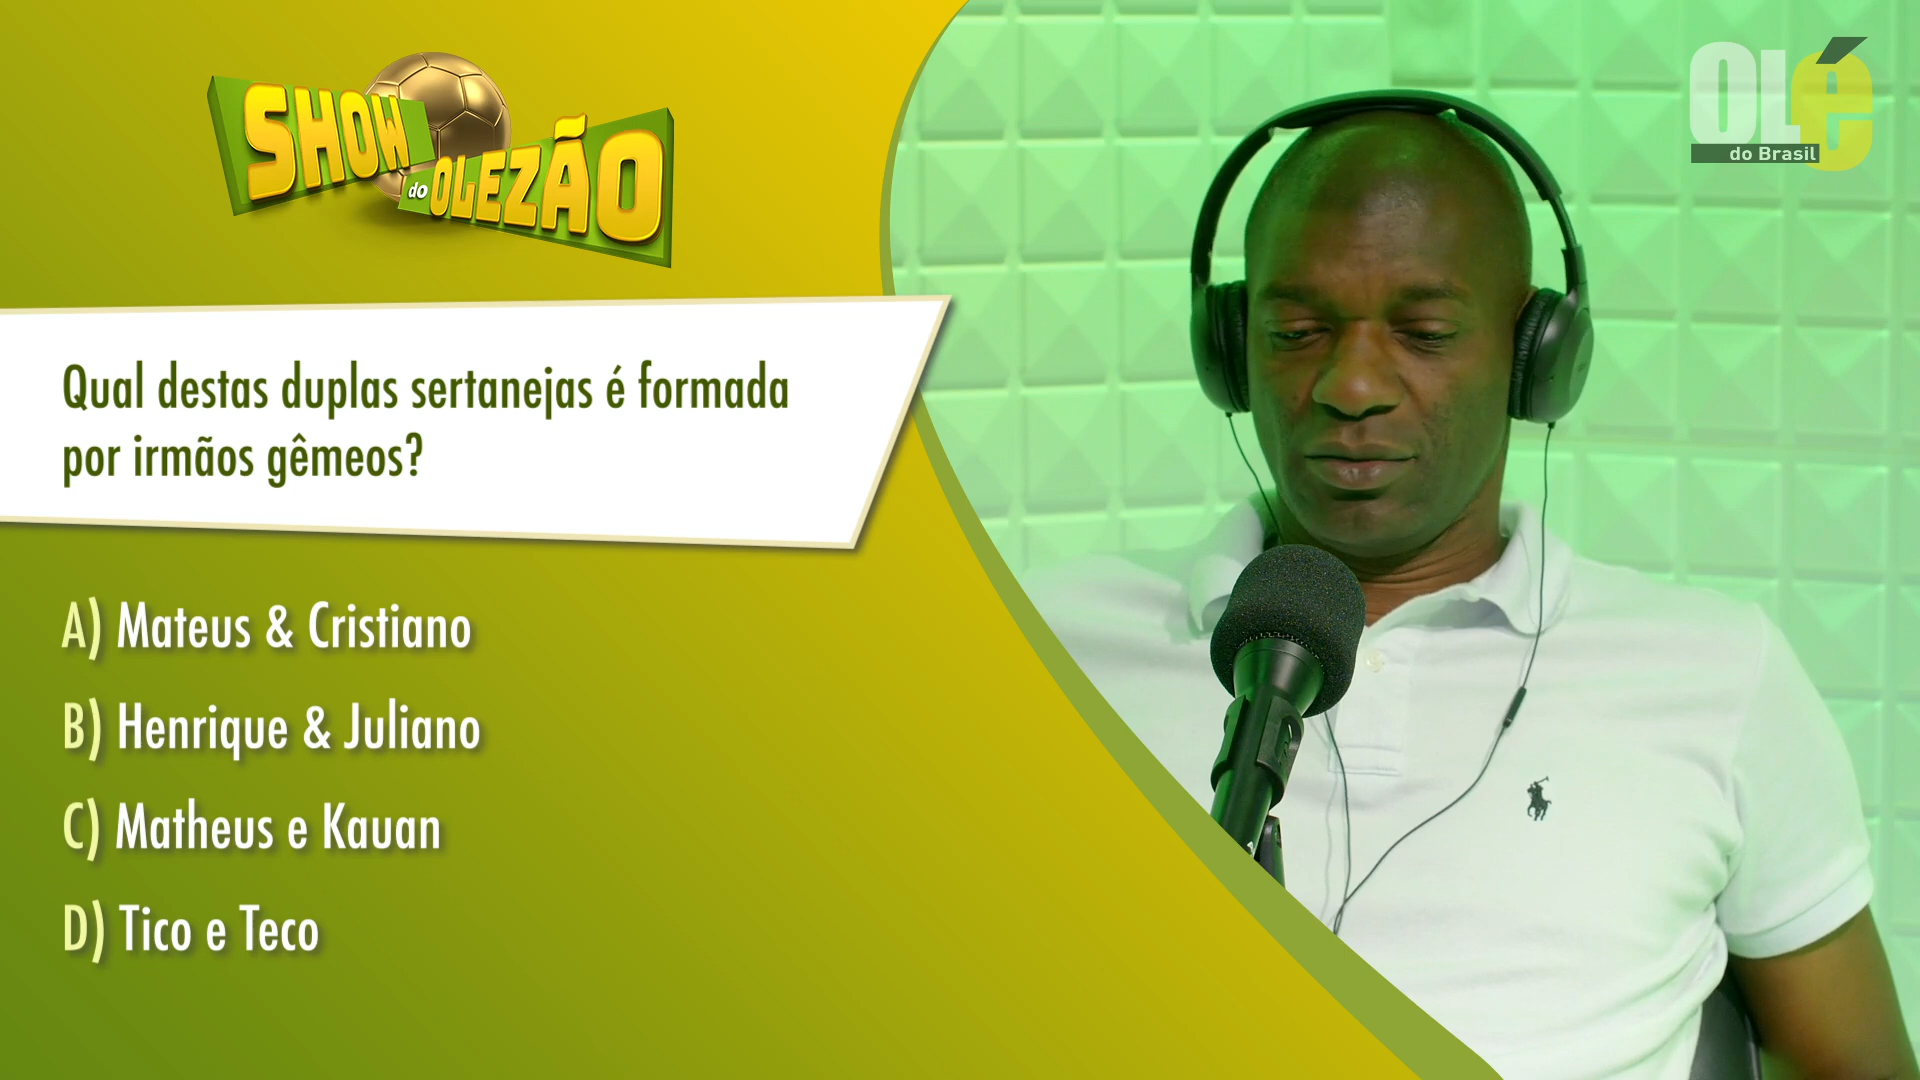 SHOW
do OLEZÃO
OLé
do Brasil
Qual destas duplas sertanejas é formada
por irmãos gêmeos?
A) Mateus & Cristiano
B) Henrique & Juliano
C) Matheus e Kauan
D) Tico e Teco